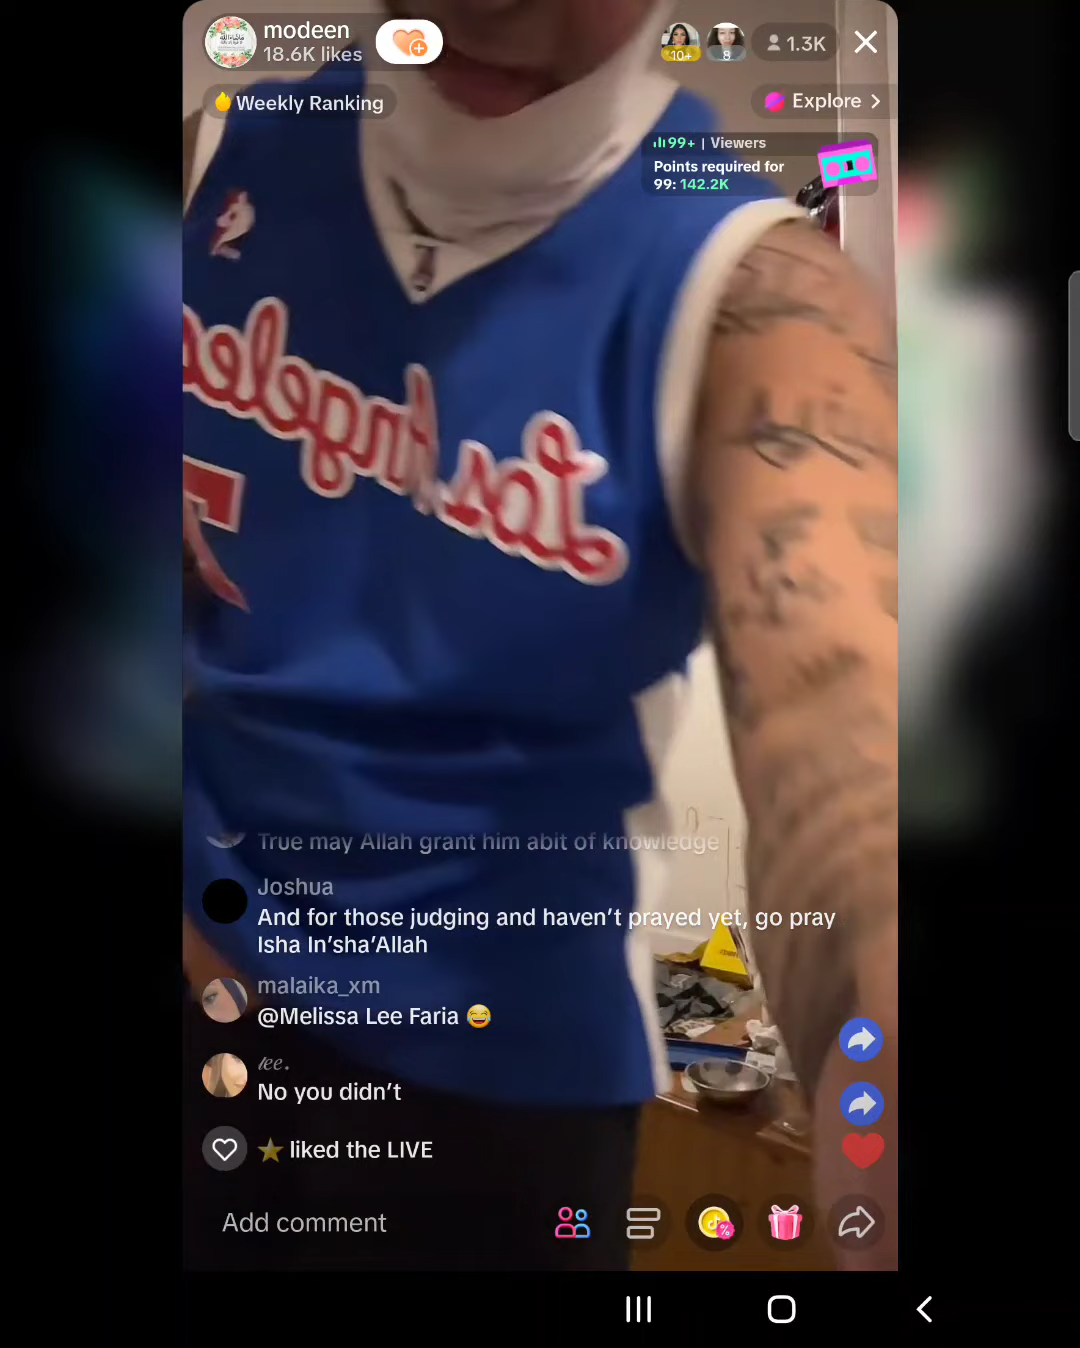 modeen
18.6K likes
10+
8
1.3K
Weekly Ranking
Explore >
99+ | Viewers
Points required for
99: 142.2K
Los Angeles
7
True may Allah grant him abit of knowledge
Joshua
And for those judging and haven't prayed yet, go pray
Isha In'sha'Allah
malaika_xm
@Melissa Lee Faria 😂
lee.
No you didn't
⭐ liked the LIVE
Add comment